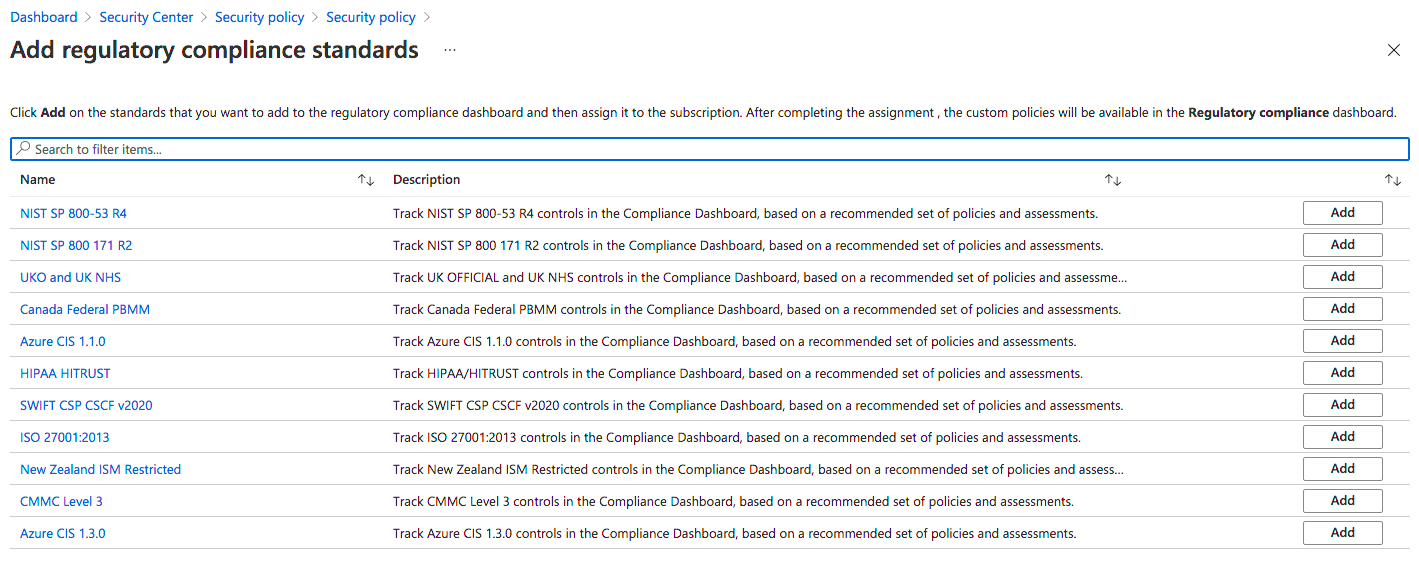 Dashboard > Security Center > Security policy > Security policy >
Add regulatory compliance standards ...
Click Add on the standards that you want to add to the regulatory compliance dashboard and then assign it to the subscription. After completing the assignment , the custom policies will be available in the Regulatory compliance dashboard.
Search to filter items...
Name Description
NIST SP 800-53 R4 Track NIST SP 800-53 R4 controls in the Compliance Dashboard, based on a recommended set of policies and assessments. Add
NIST SP 800 171 R2 Track NIST SP 800 171 R2 controls in the Compliance Dashboard, based on a recommended set of policies and assessments. Add
UKO and UK NHS Track UK OFFICIAL and UK NHS controls in the Compliance Dashboard, based on a recommended set of policies and assessme... Add
Canada Federal PBMM Track Canada Federal PBMM controls in the Compliance Dashboard, based on a recommended set of policies and assessments. Add
Azure CIS 1.1.0 Track Azure CIS 1.1.0 controls in the Compliance Dashboard, based on a recommended set of policies and assessments. Add
HIPAA HITRUST Track HIPAA/HITRUST controls in the Compliance Dashboard, based on a recommended set of policies and assessments. Add
SWIFT CSP CSCF v2020 Track SWIFT CSP CSCF v2020 controls in the Compliance Dashboard, based on a recommended set of policies and assessments. Add
ISO 27001:2013 Track ISO 27001:2013 controls in the Compliance Dashboard, based on a recommended set of policies and assessments. Add
New Zealand ISM Restricted Track New Zealand ISM Restricted controls in the Compliance Dashboard, based on a recommended set of policies and assess... Add
CMMC Level 3 Track CMMC Level 3 controls in the Compliance Dashboard, based on a recommended set of policies and assessments. Add
Azure CIS 1.3.0 Track Azure CIS 1.3.0 controls in the Compliance Dashboard, based on a recommended set of policies and assessments. Add